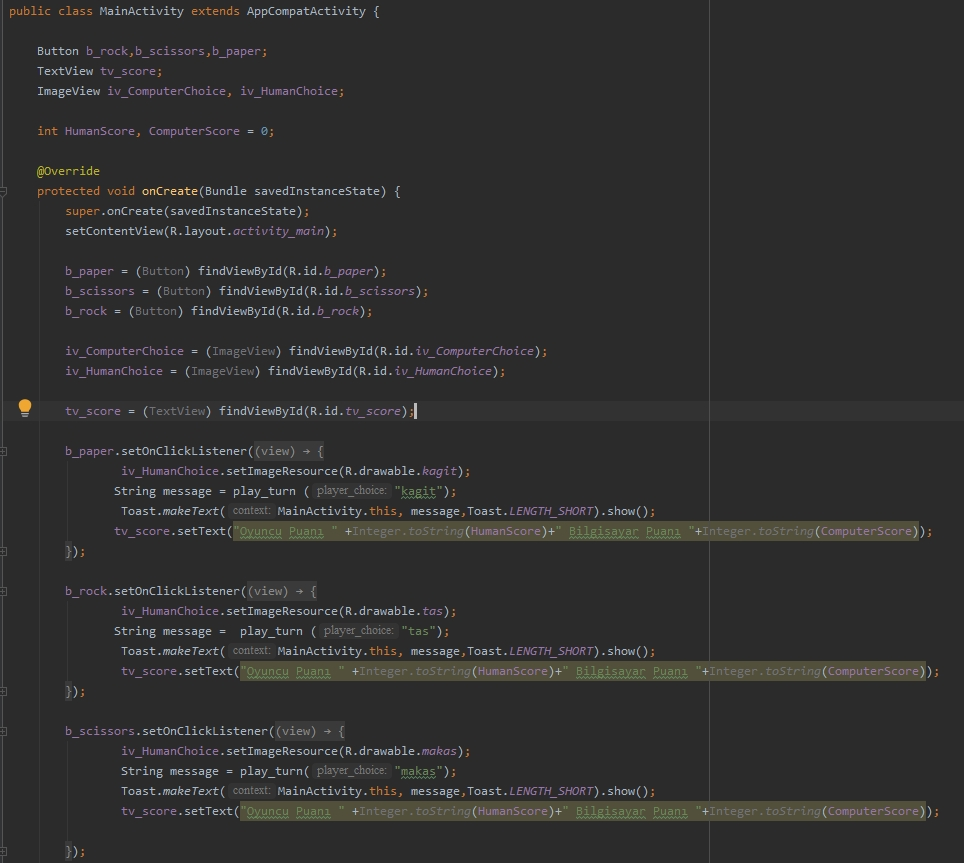 public class MainActivity extends AppCompatActivity {
Button b_rock,b_scissors,b_paper;
TextView tv_score;
ImageView iv_ComputerChoice, iv_HumanChoice;
int HumanScore, ComputerScore = 0;
@Override
protected void onCreate(Bundle savedInstanceState) {
super.onCreate(savedInstanceState);
setContentView(R.layout.activity_main);
b_paper = (Button) findViewById(R.id.b_paper);
b_scissors = (Button) findViewById(R.id.b_scissors);
b_rock = (Button) findViewById(R.id.b_rock);
iv_ComputerChoice = (ImageView) findViewById(R.id.iv_ComputerChoice);
iv_HumanChoice = (ImageView) findViewById(R.id.iv_HumanChoice);
tv_score = (TextView) findViewById(R.id.tv_score);
b_paper.setOnClickListener((view) → {
iv_HumanChoice.setImageResource(R.drawable.kagit);
String message = play_turn ( player_choice: "kagit");
Toast.makeText( context: MainActivity.this, message,Toast.LENGTH_SHORT).show();
tv_score.setText("Oyuncu Puanı " +Integer.toString(HumanScore)+" Bilgisayar Puanı "+Integer.toString(ComputerScore));
});
b_rock.setOnClickListener((view) → {
iv_HumanChoice.setImageResource(R.drawable.tas);
String message =  play_turn ( player_choice: "tas");
Toast.makeText( context: MainActivity.this, message,Toast.LENGTH_SHORT).show();
tv_score.setText("Oyuncu Puanı " +Integer.toString(HumanScore)+" Bilgisayar Puanı "+Integer.toString(ComputerScore));
});
b_scissors.setOnClickListener((view) → {
iv_HumanChoice.setImageResource(R.drawable.makas);
String message = play_turn( player_choice: "makas");
Toast.makeText( context: MainActivity.this, message,Toast.LENGTH_SHORT).show();
tv_score.setText("Oyuncu Puanı " +Integer.toString(HumanScore)+" Bilgisayar Puanı "+Integer.toString(ComputerScore));
});